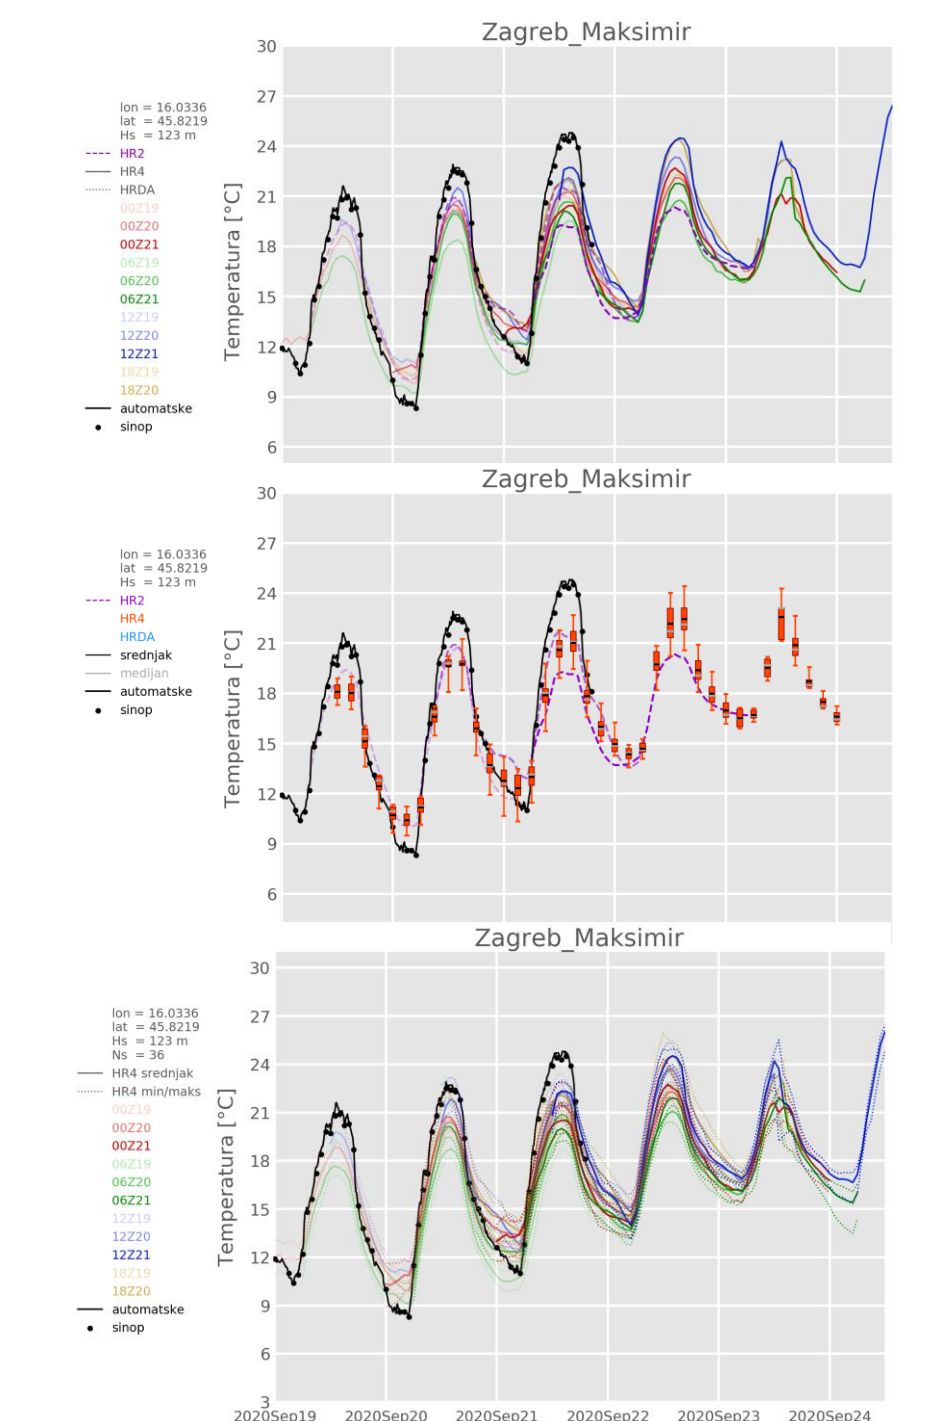 Zagreb_Maksimir
30
27
24
21
18
15
12
9
6
Temperatura [°C]
lon = 16.0336
lat = 45.8219
Hs = 123 m
HR2
HR4
HRDA
00Z19
00Z20
00Z21
06Z19
06Z20
06Z21
12Z19
12Z20
12Z21
18Z19
18Z20
automatske
sinop
Zagreb_Maksimir
30
27
24
21
18
15
12
9
6
Temperatura [°C]
lon = 16.0336
lat = 45.8219
Hs = 123 m
HR2
HR4
HRDA
srednjak
medijan
automatske
sinop
Zagreb_Maksimir
30
27
24
21
18
15
12
9
6
3
Temperatura [°C]
lon = 16.0336
lat = 45.8219
Hs = 123 m
Ns = 36
HR4 srednjak
HR4 min/maks
00Z19
00Z20
00Z21
06Z19
06Z20
06Z21
12Z19
12Z20
12Z21
18Z19
18Z20
automatske
sinop
2020Sep19 2020Sep20 2020Sep21 2020Sep22 2020Sep23 2020Sep24